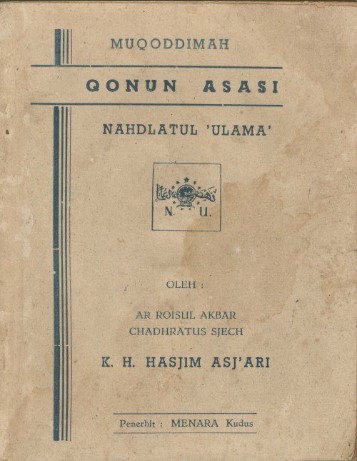 MUQODDIMAH
QONUN ASASI
NAHDLATUL 'ULAMA'
N. U.
OLEH :
AR ROISUL AKBAR
CHADHRATUS SJECH
K. H. HASJIM ASJ'ARI
Penerbit : MENARA Kudus